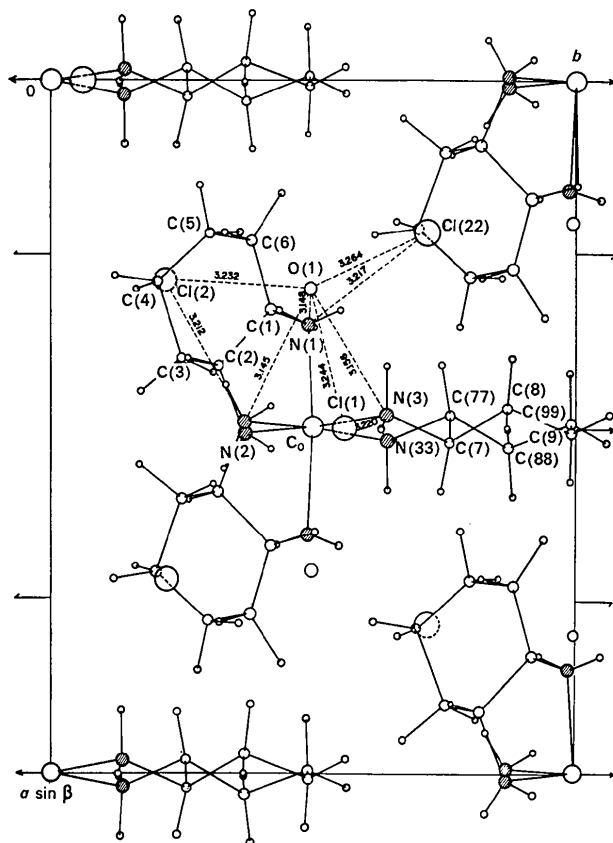 0
b
C(5)
C(6)
Cl(22)
3.264
O(1)
3.232
3.217
C(4)
Cl(2)
3.148
C(1)
N(1)
3.212
C(2)
C(3)
3.145
3.244
3.156
Cl(1)
N(3)
C(77)
C(8)
C(99)
3.220
N(2)
Co
N(33)
C(7)
C(9)
C(88)
a sin β